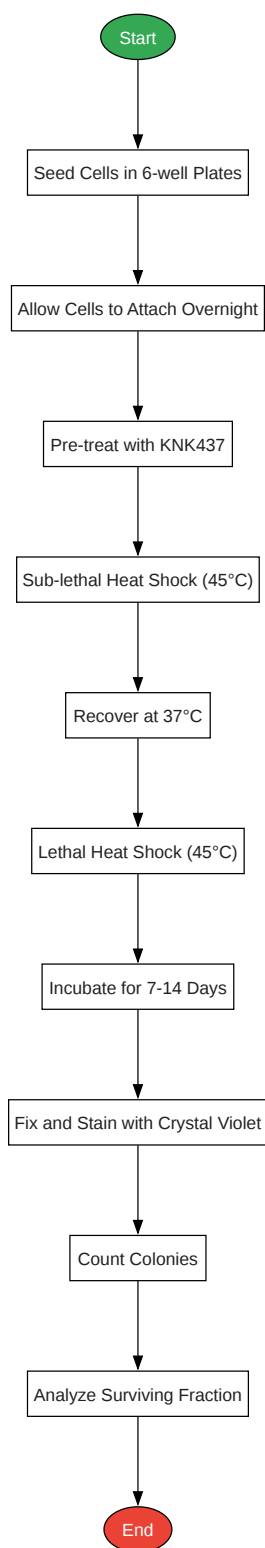 Start
Seed Cells in 6-well Plates
Allow Cells to Attach Overnight
Pre-treat with KNK437
Sub-lethal Heat Shock (45°C)
Recover at 37°C
Lethal Heat Shock (45°C)
Incubate for 7-14 Days
Fix and Stain with Crystal Violet
Count Colonies
Analyze Surviving Fraction
End